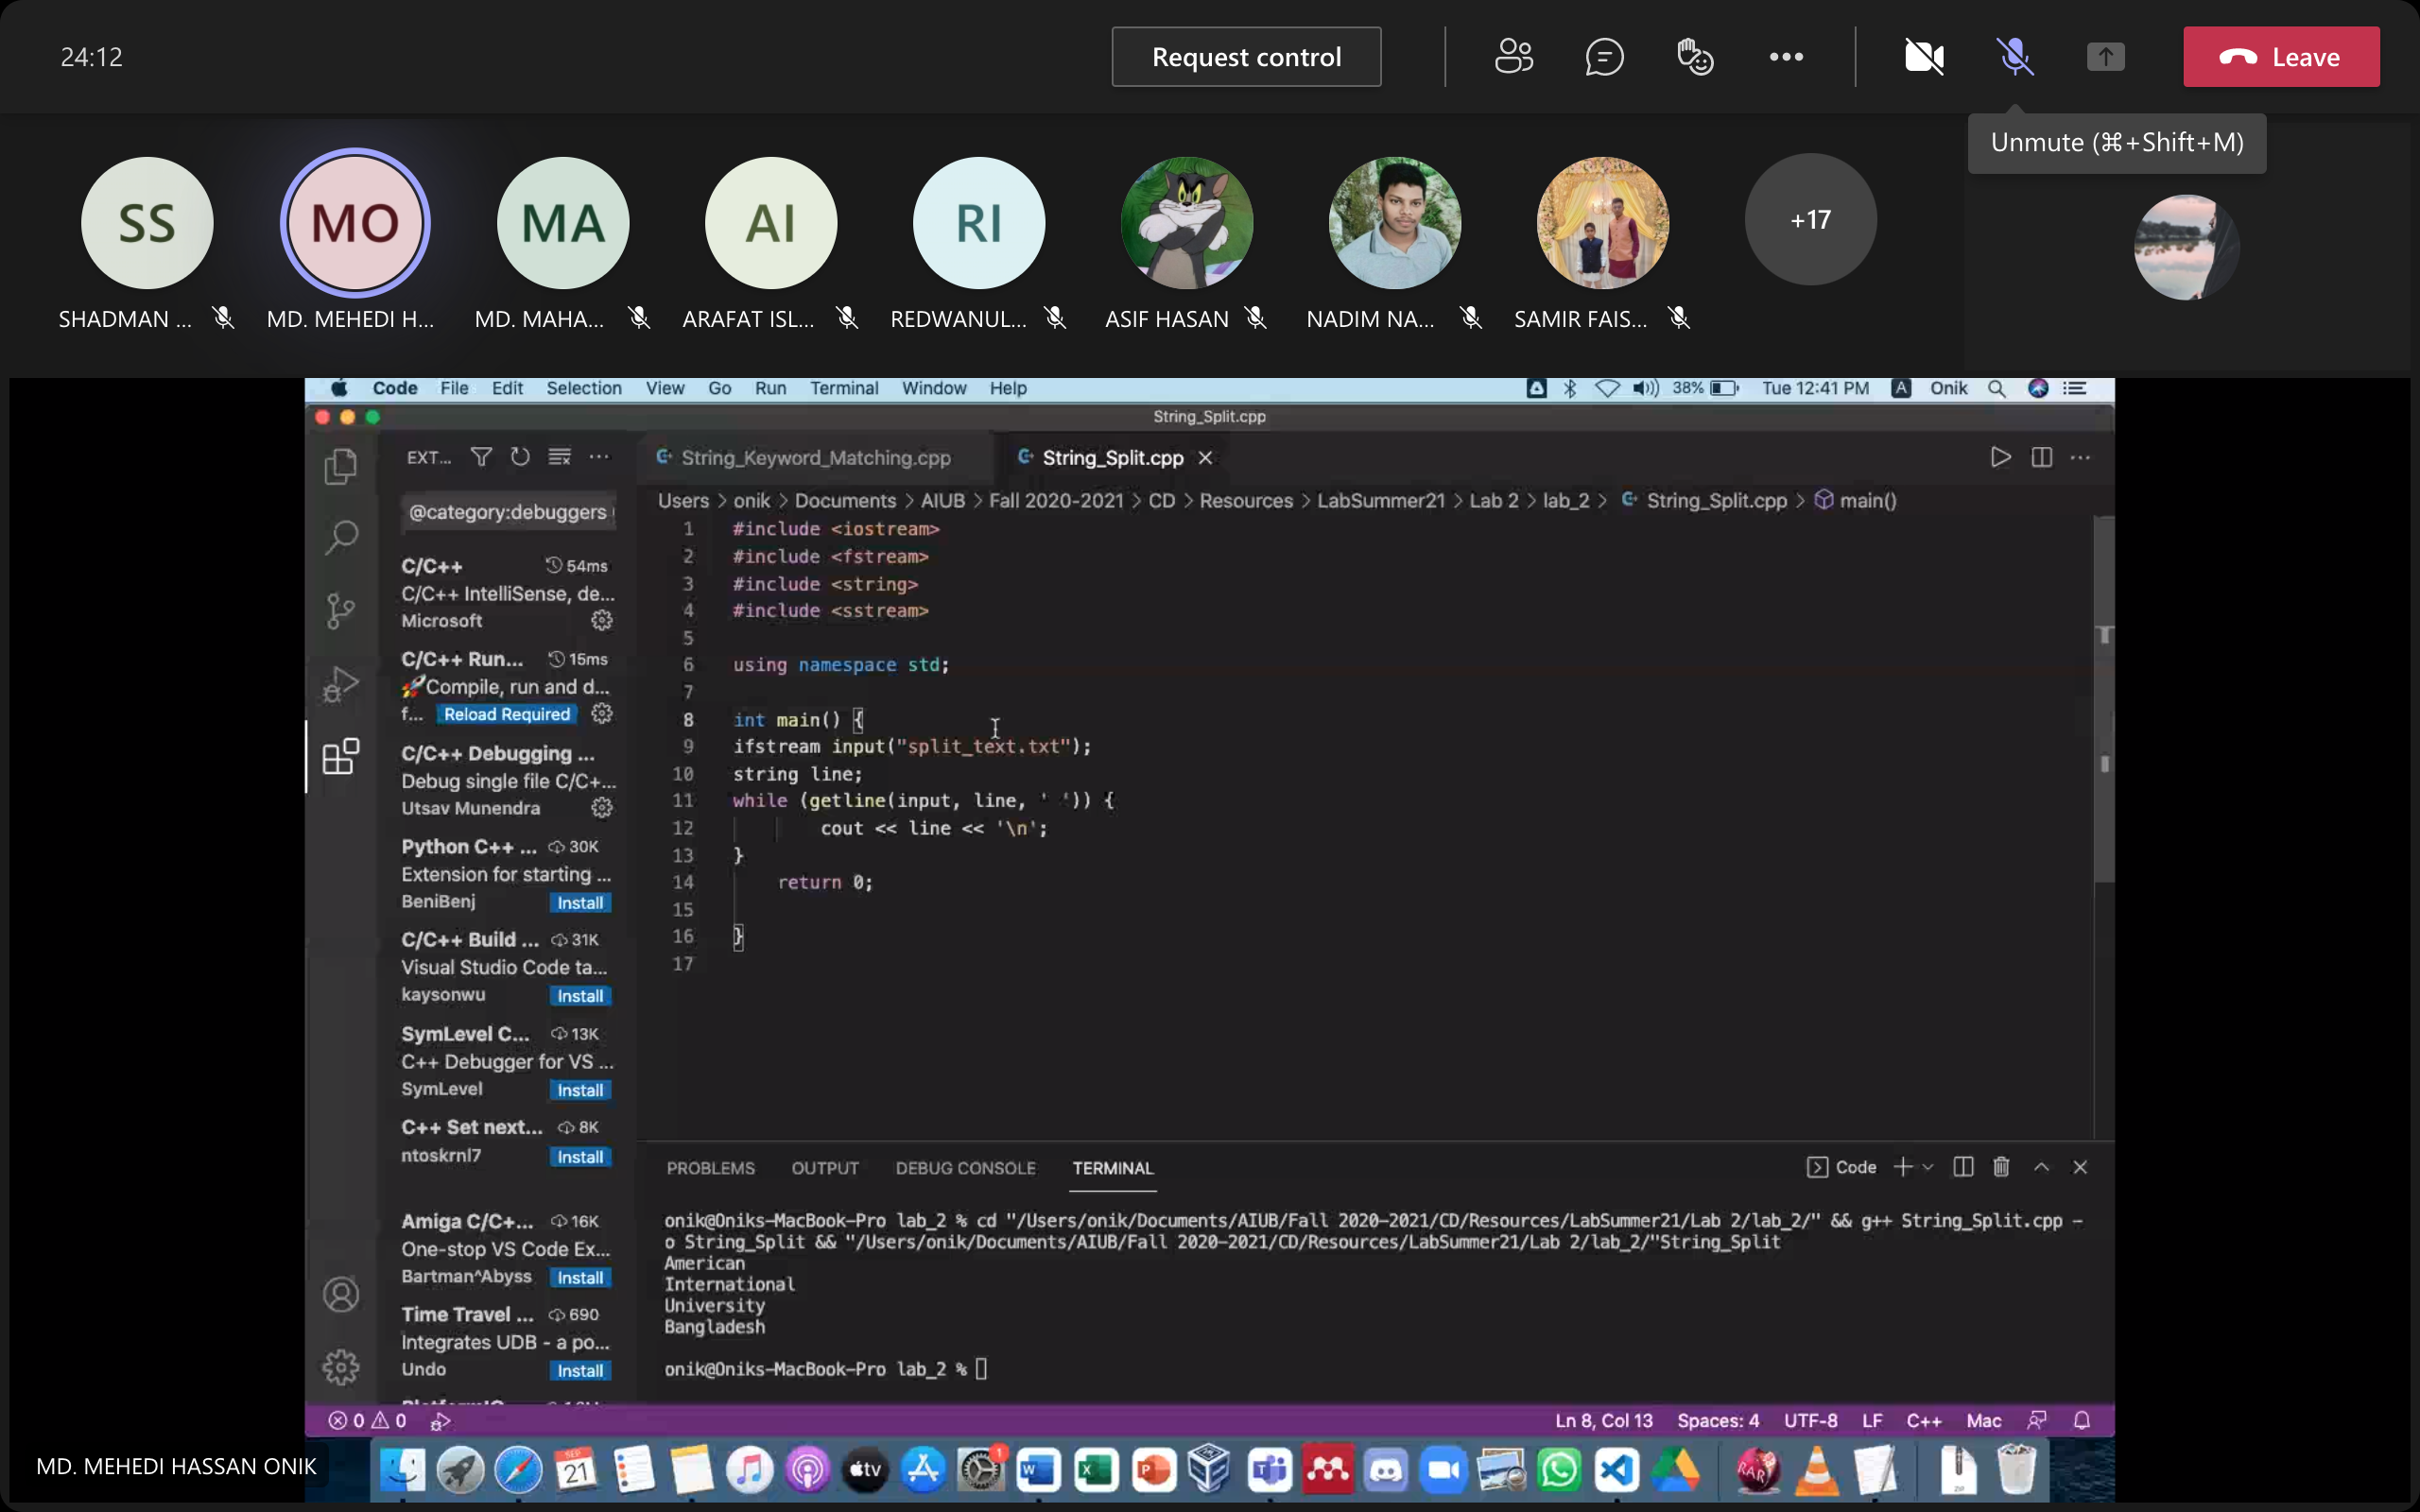 24:12
Request control
Leave
Unmute (⌘+Shift+M)
SS
MO
MA
AI
RI
+17
SHADMAN ...
MD. MEHEDI H...
MD. MAHA...
ARAFAT ISL...
REDWANUL...
ASIF HASAN
NADIM NA...
SAMIR FAIS...
Code File Edit Selection View Go Run Terminal Window Help
38% Tue 12:41 PM A Onik
String_Split.cpp
EXT...
String_Keyword_Matching.cpp
String_Split.cpp
@category:debuggers
Users > onik > Documents > AIUB > Fall 2020-2021 > CD > Resources > LabSummer21 > Lab 2 > lab_2 > String_Split.cpp > main()
C/C++ 54ms
C/C++ IntelliSense, de...
Microsoft
C/C++ Run... 15ms
🚀Compile, run and d...
f... Reload Required
C/C++ Debugging ...
Debug single file C/C+...
Utsav Munendra
Python C++ ... 30K
Extension for starting ...
BeniBenj Install
C/C++ Build ... 31K
Visual Studio Code ta...
kaysonwu Install
SymLevel C... 13K
C++ Debugger for VS ...
SymLevel Install
C++ Set next... 8K
ntoskrnl7 Install
Amiga C/C+... 16K
One-stop VS Code Ex...
Bartman^Abyss Install
Time Travel ... 690
Integrates UDB - a po...
Undo Install
1 #include <iostream>
2 #include <fstream>
3 #include <string>
4 #include <sstream>
5
6 using namespace std;
7
8 int main() {
9 ifstream input("split_text.txt");
10 string line;
11 while (getline(input, line, ' ')) {
12 cout << line << '\n';
13 }
14 return 0;
15
16 }
17
PROBLEMS OUTPUT DEBUG CONSOLE TERMINAL
Code
onik@Oniks-MacBook-Pro lab_2 % cd "/Users/onik/Documents/AIUB/Fall 2020-2021/CD/Resources/LabSummer21/Lab 2/lab_2/" && g++ String_Split.cpp -
o String_Split && "/Users/onik/Documents/AIUB/Fall 2020-2021/CD/Resources/LabSummer21/Lab 2/lab_2/"String_Split
American
International
University
Bangladesh
onik@Oniks-MacBook-Pro lab_2 %
0 0
Ln 8, Col 13 Spaces: 4 UTF-8 LF C++ Mac
MD. MEHEDI HASSAN ONIK
SEP
21
tv
1
W
X
P
T
RAR
ZIP